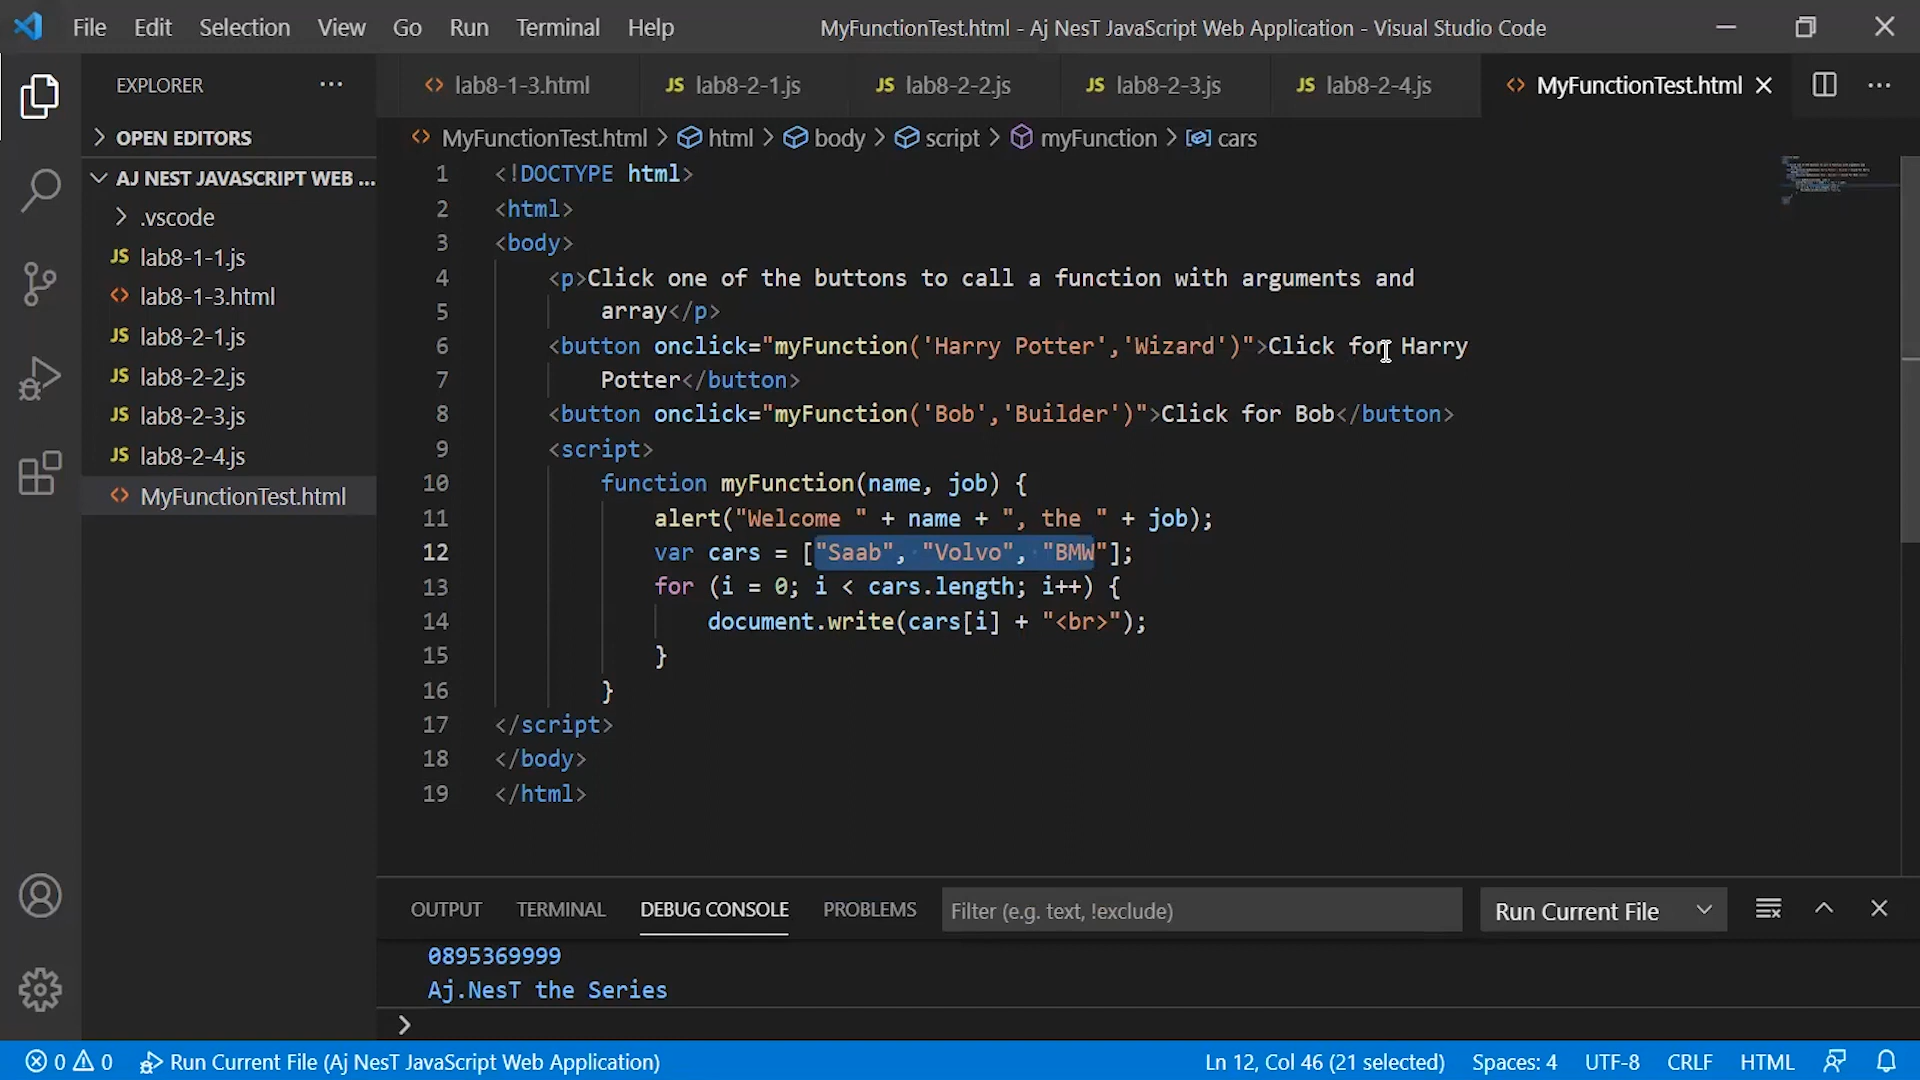 File Edit Selection View Go Run Terminal Help MyFunctionTest.html - Aj NesT JavaScript Web Application - Visual Studio Code
EXPLORER
lab8-1-3.html JS lab8-2-1.js JS lab8-2-2.js JS lab8-2-3.js JS lab8-2-4.js MyFunctionTest.html
OPEN EDITORS
AJ NEST JAVASCRIPT WEB ...
.vscode
JS lab8-1-1.js
lab8-1-3.html
JS lab8-2-1.js
JS lab8-2-2.js
JS lab8-2-3.js
JS lab8-2-4.js
MyFunctionTest.html
MyFunctionTest.html > html > body > script > myFunction > cars
1 <!DOCTYPE html>
2 <html>
3 <body>
4 <p>Click one of the buttons to call a function with arguments and
5 array</p>
6 <button onclick="myFunction('Harry Potter','Wizard')">Click for Harry
7 Potter</button>
8 <button onclick="myFunction('Bob','Builder')">Click for Bob</button>
9 <script>
10 function myFunction(name, job) {
11 alert("Welcome " + name + ", the " + job);
12 var cars = ["Saab", "Volvo", "BMW"];
13 for (i = 0; i < cars.length; i++) {
14 document.write(cars[i] + "<br>");
15 }
16 }
17 </script>
18 </body>
19 </html>
OUTPUT TERMINAL DEBUG CONSOLE PROBLEMS Filter (e.g. text, !exclude) Run Current File
0895369999
Aj.NesT the Series
>
0 0 Run Current File (Aj NesT JavaScript Web Application) Ln 12, Col 46 (21 selected) Spaces: 4 UTF-8 CRLF HTML